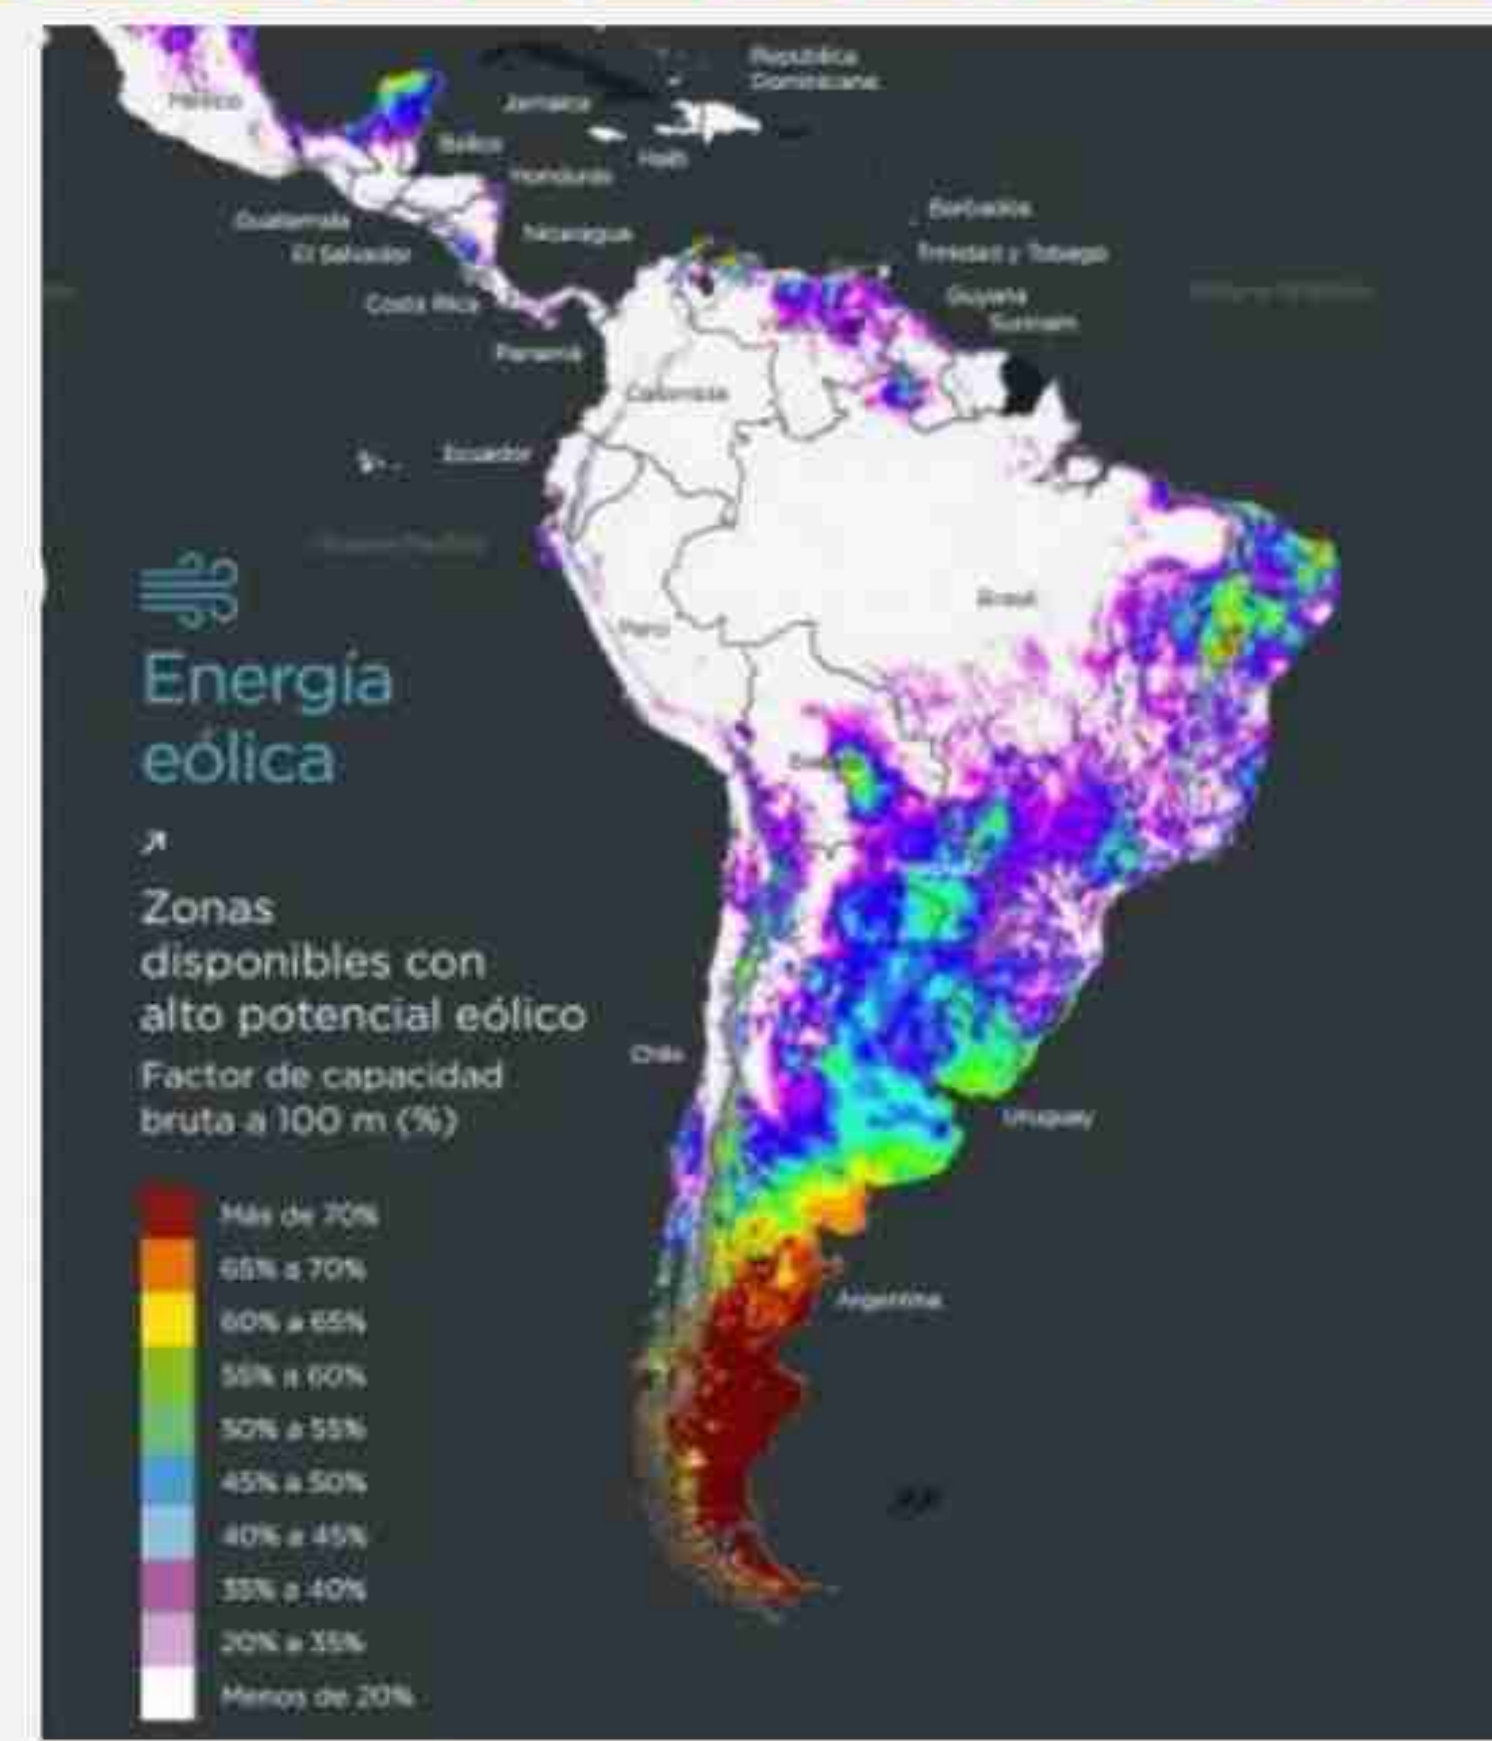 República
Dominicana
México
Jamaica
Belice
Haití
Honduras
Barbados
Guatemala
Nicaragua
El Salvador
Trinidad y Tobago
Guyana
Costa Rica
Surinam
Panamá
Colombia
Ecuador
Brasil
Perú
Energía
eólica
Zonas
disponibles con
alto potencial eólico
Chile
Factor de capacidad
bruta a 100 m (%)
Uruguay
Más de 70%
65% a 70%
Argentina
60% a 65%
55% a 60%
50% a 55%
45% a 50%
40% a 45%
35% a 40%
20% a 35%
Menos de 20%